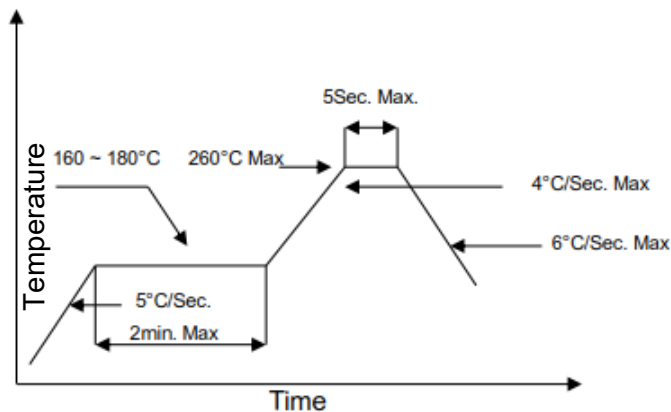 5Sec. Max.
160 ~ 180°C
260°C Max
4°C/Sec. Max
6°C/Sec. Max
Temperature
5°C/Sec.
2min. Max
Time